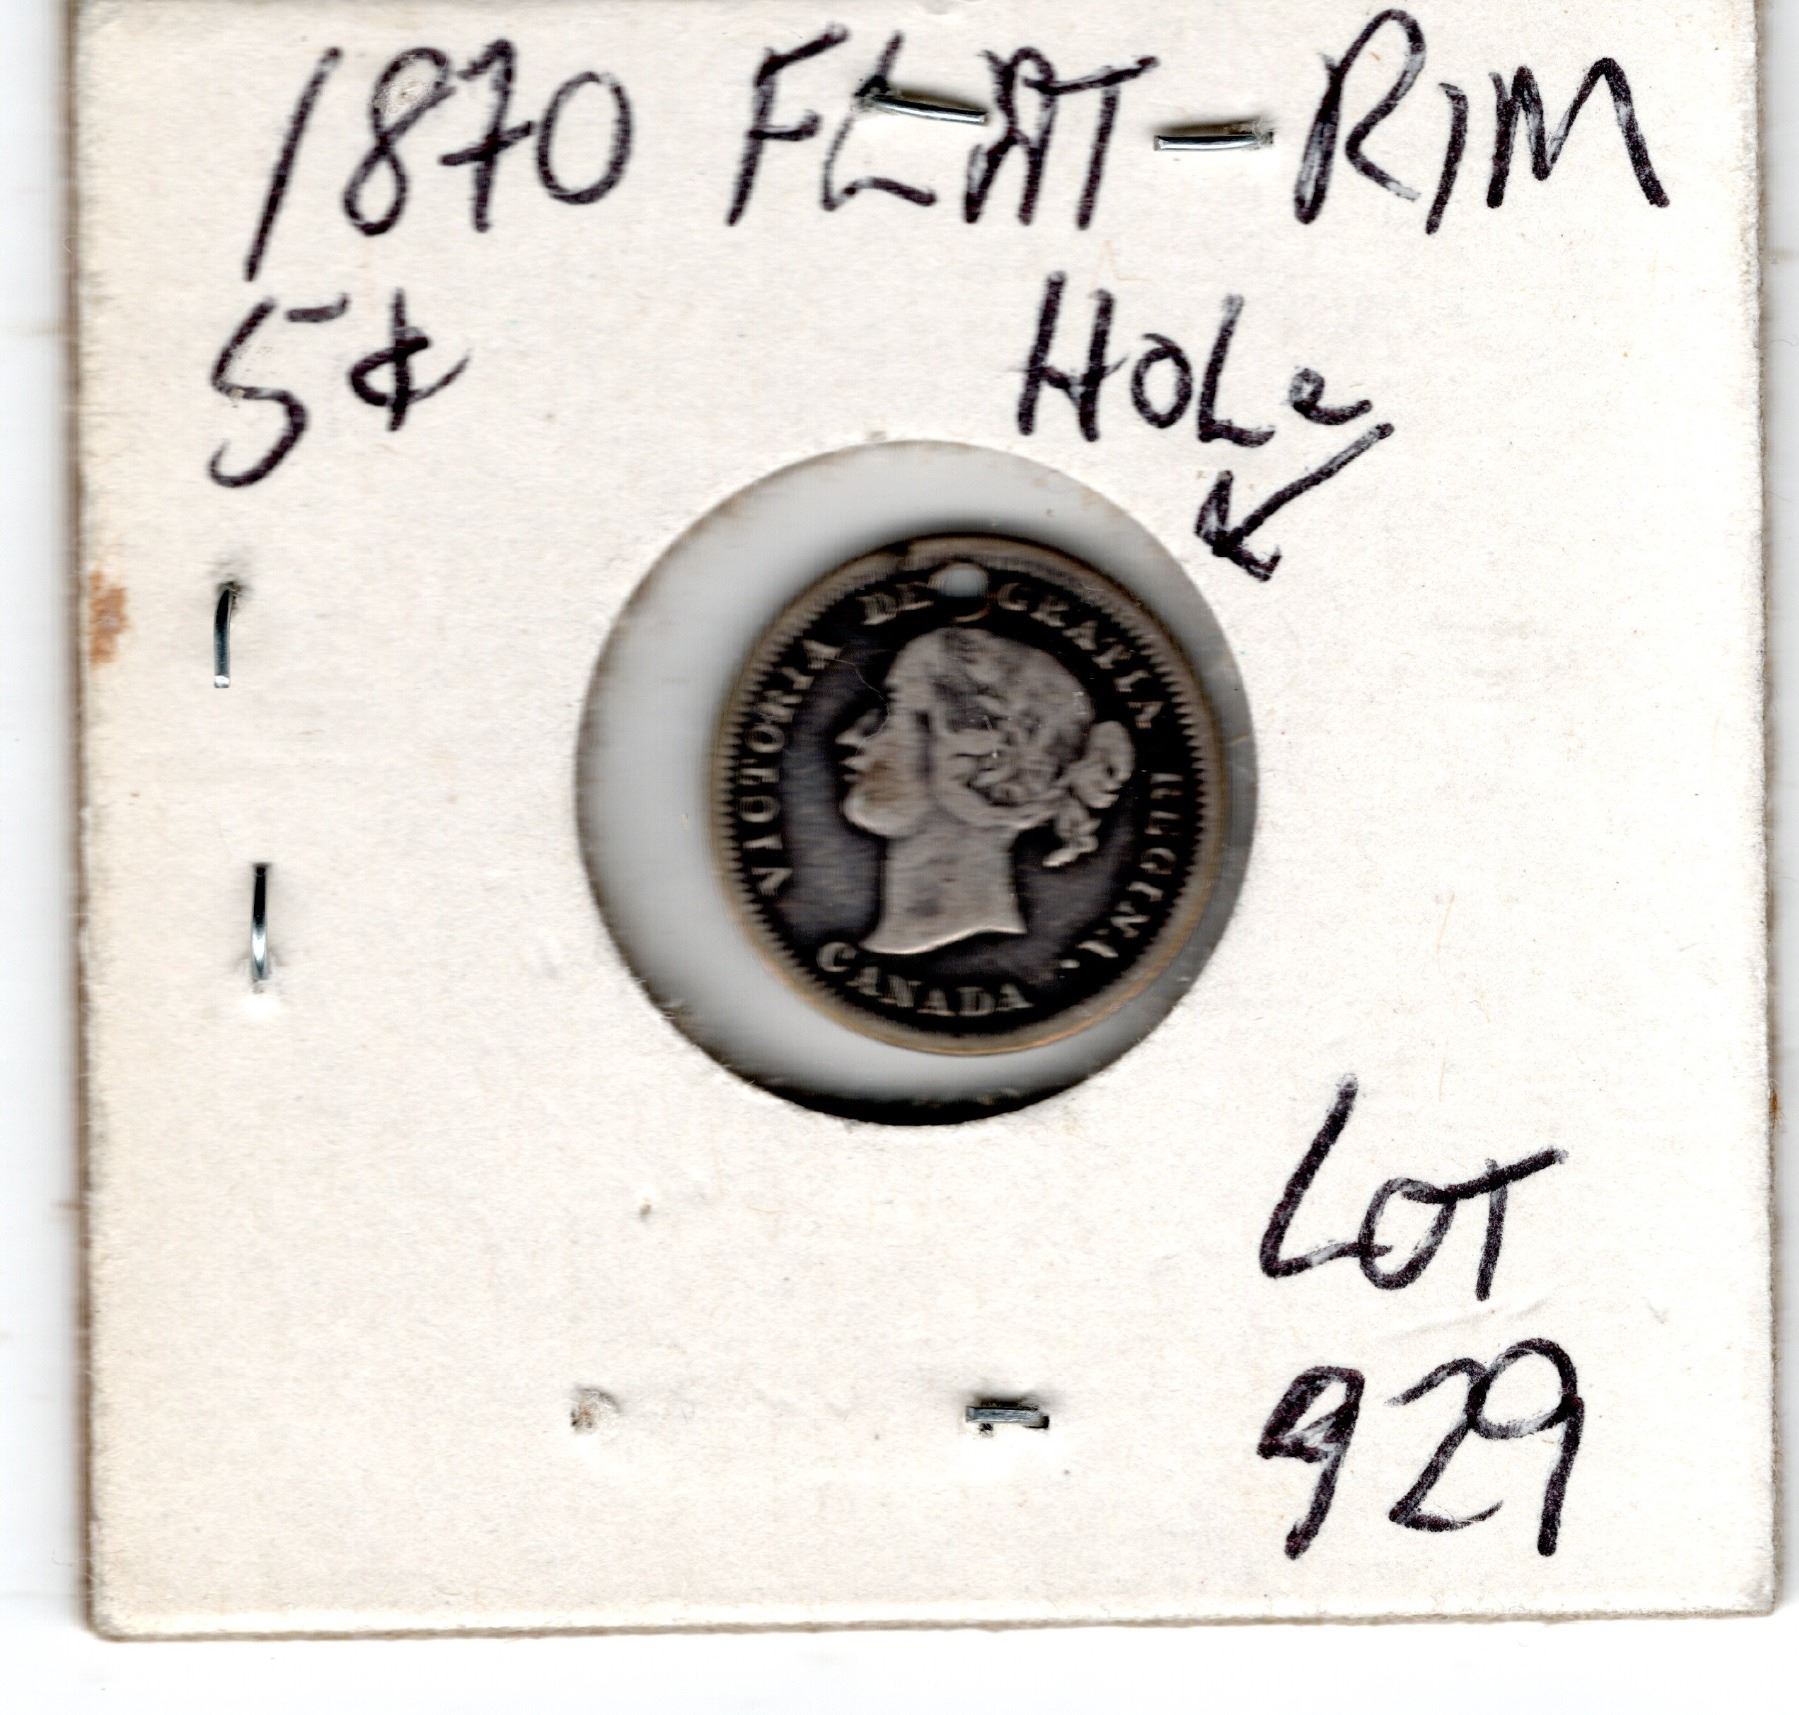 1870 FLAT-RIM
5¢
HOLe
VICTORIA DEI GRATIA REGINA.
CANADA
LOT
929